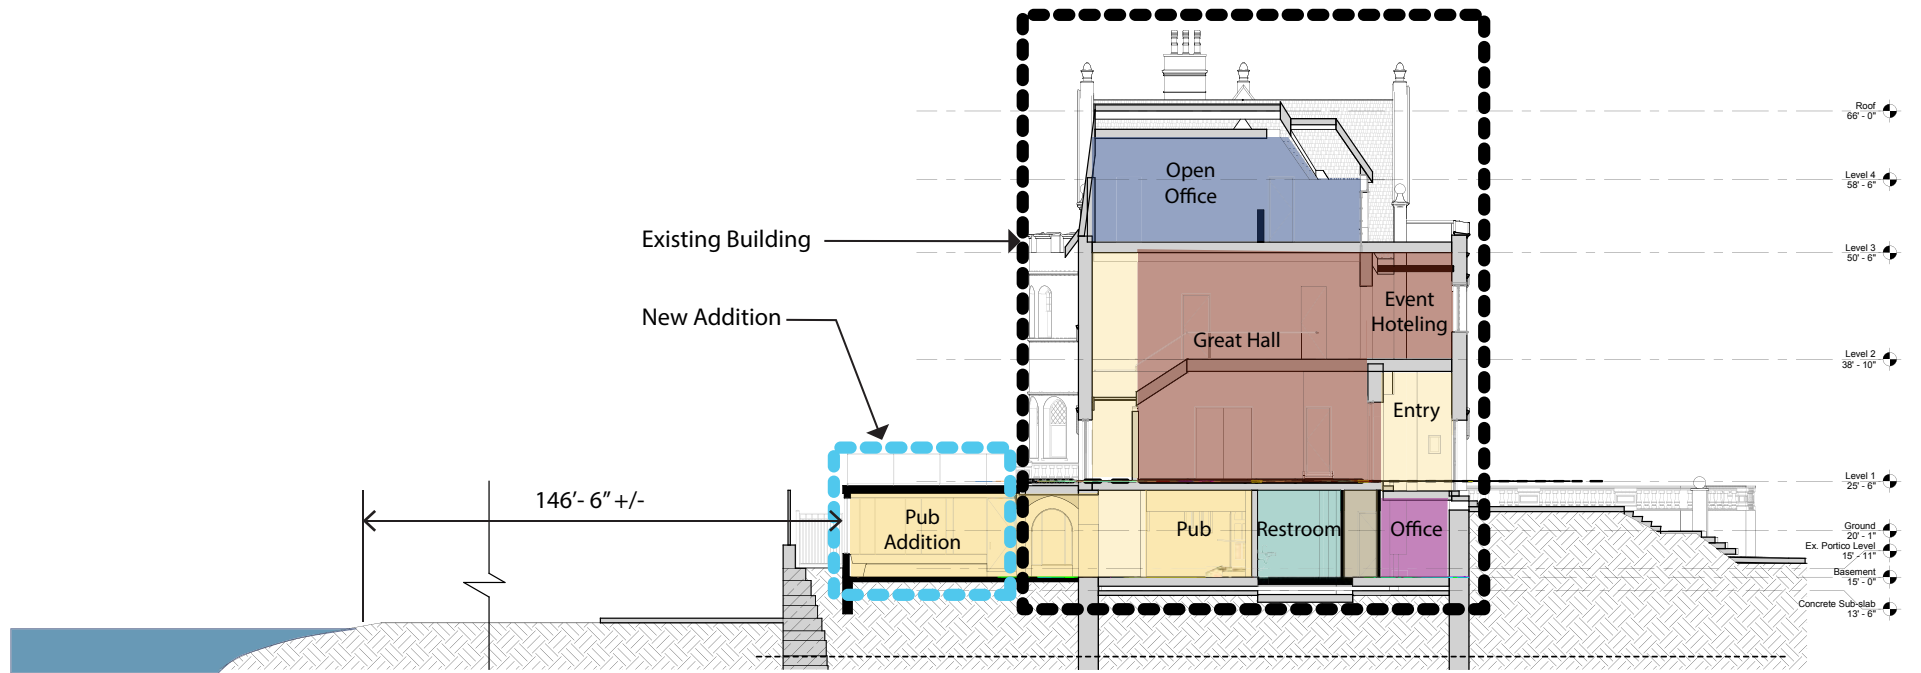 Roof
66' - 0"
Open
Office
Level 4
58' - 6"
Existing Building
Level 3
50' - 6"
New Addition
Event
Hoteling
Great Hall
Level 2
38' - 10"
Entry
146'- 6” +/-
Level 1
25' - 6"
Pub
Addition
Pub
Restroom
Office
Ground
20' - 1"
Ex. Portico Level
15' - 11"
Basement
15' - 0"
Concrete Sub-slab
13' - 6"